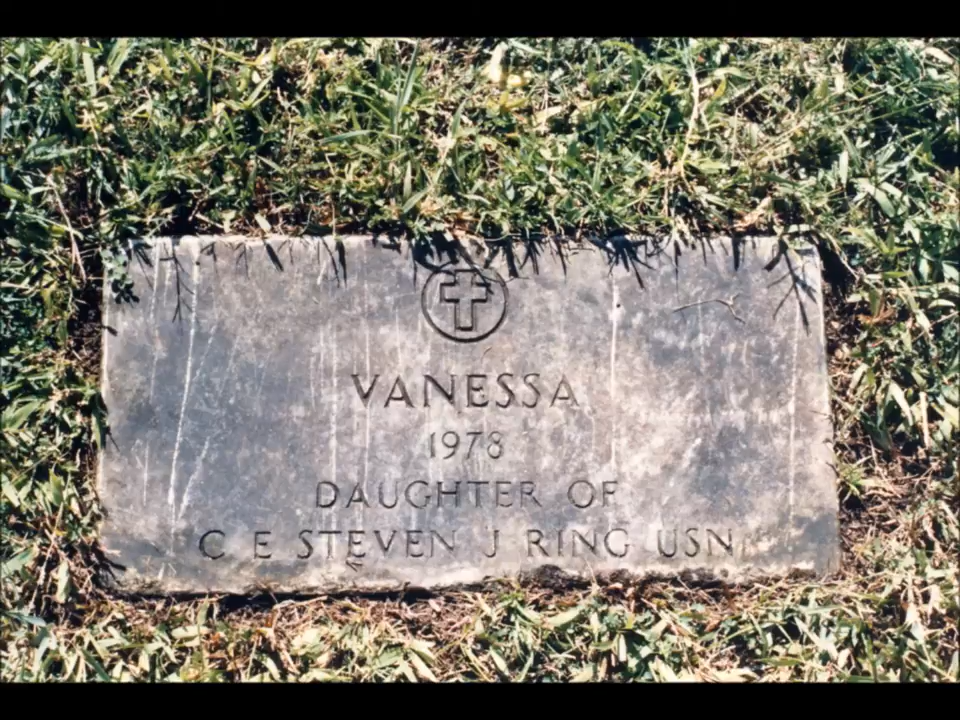 VANESSA
1978
DAUGHTER OF
C E STEVEN J RING USN